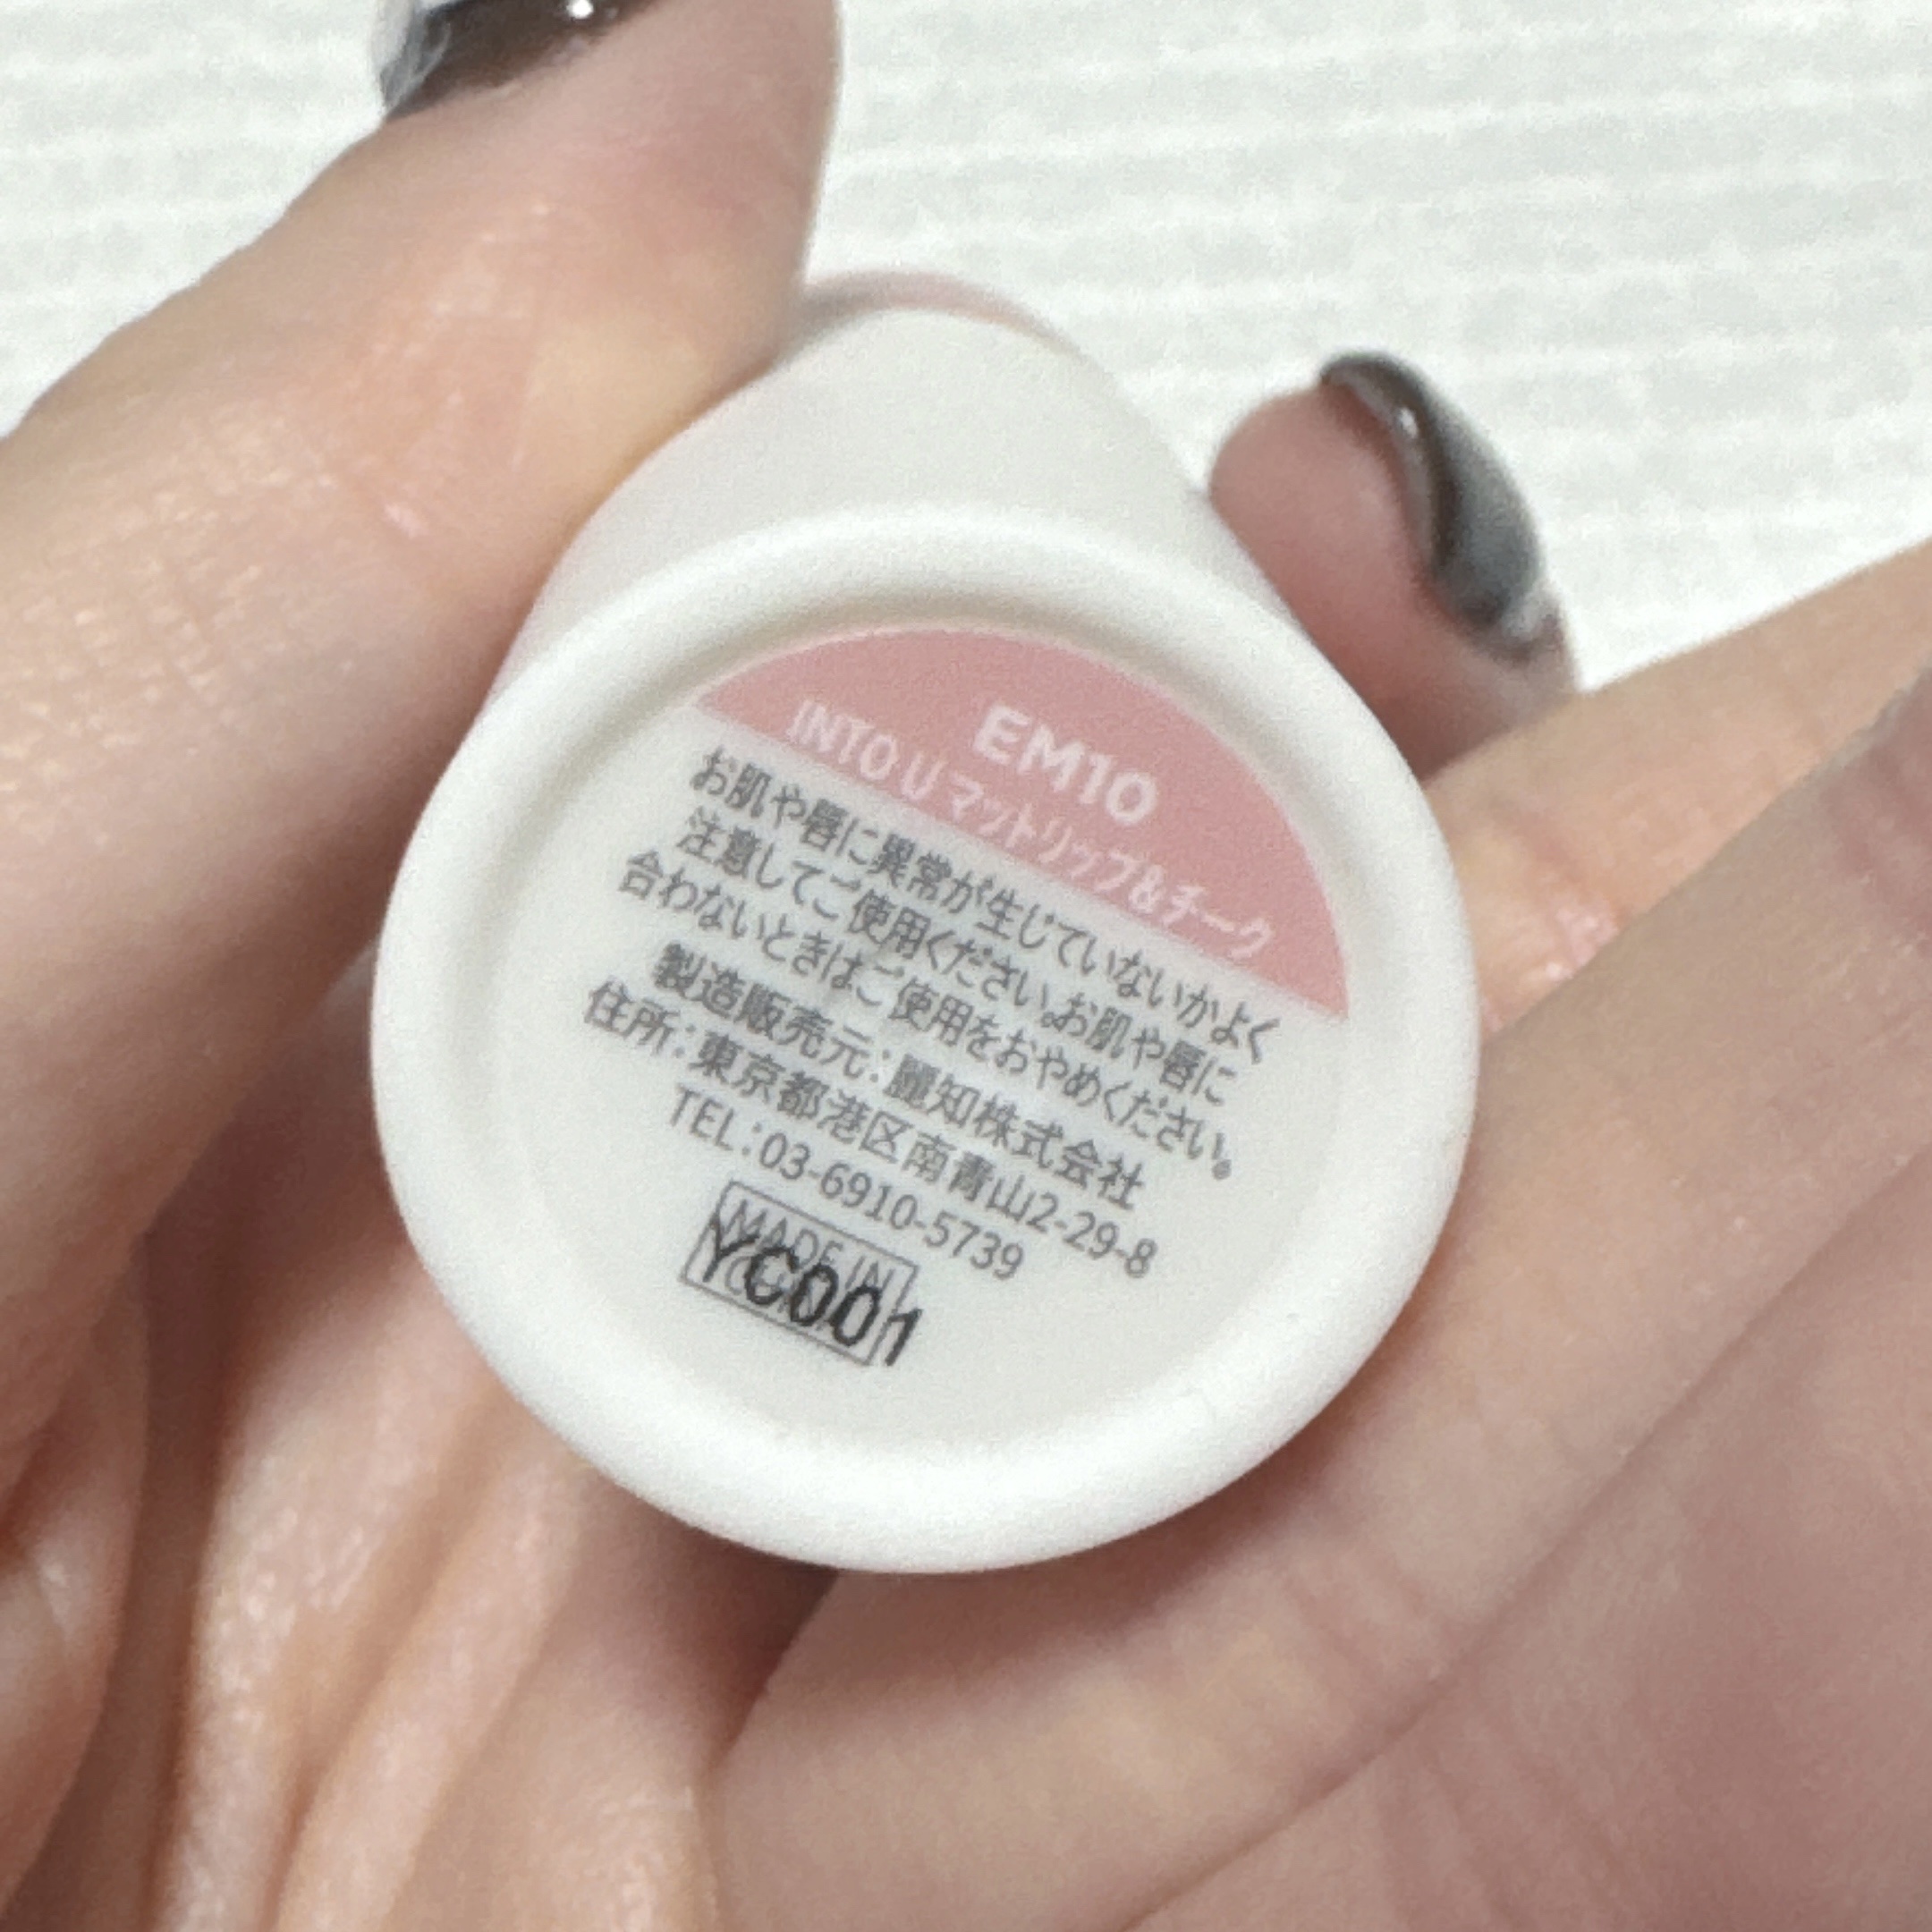 EM10
INTO U マットリップ&チーク
お肌や唇に異常が生じていないかよく
注意してご使用ください。お肌や唇に
合わないときはご使用をおやめください。
製造販売元:麗知株式会社
住所:東京都港区南青山2-29-8
TEL:03-6910-5739
MADE IN
YC001